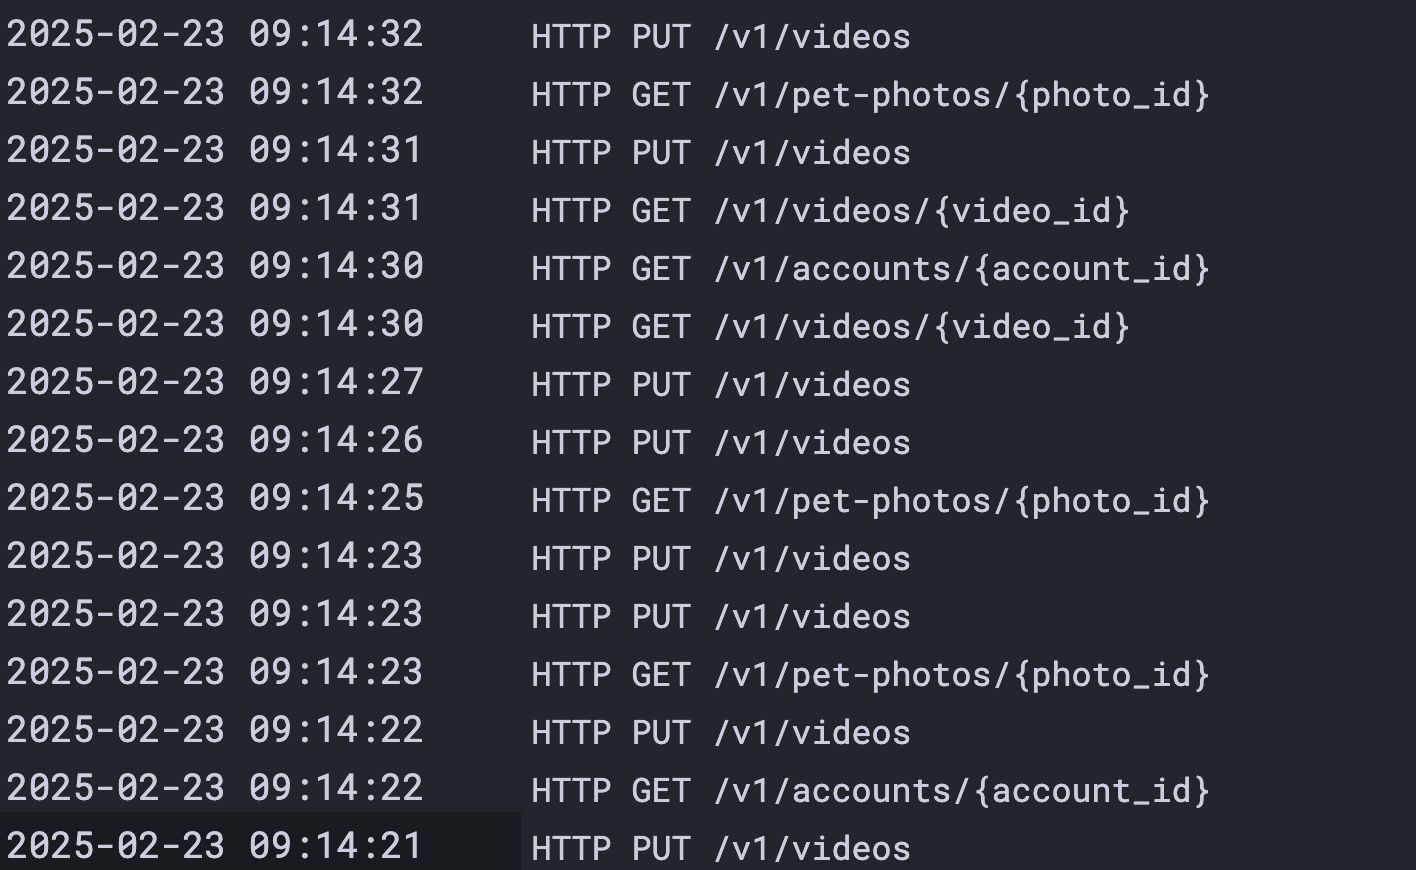 2025-02-23 09:14:32 HTTP PUT /v1/videos
2025-02-23 09:14:32 HTTP GET /v1/pet-photos/{photo_id}
2025-02-23 09:14:31 HTTP PUT /v1/videos
2025-02-23 09:14:31 HTTP GET /v1/videos/{video_id}
2025-02-23 09:14:30 HTTP GET /v1/accounts/{account_id}
2025-02-23 09:14:30 HTTP GET /v1/videos/{video_id}
2025-02-23 09:14:27 HTTP PUT /v1/videos
2025-02-23 09:14:26 HTTP PUT /v1/videos
2025-02-23 09:14:25 HTTP GET /v1/pet-photos/{photo_id}
2025-02-23 09:14:23 HTTP PUT /v1/videos
2025-02-23 09:14:23 HTTP PUT /v1/videos
2025-02-23 09:14:23 HTTP GET /v1/pet-photos/{photo_id}
2025-02-23 09:14:22 HTTP PUT /v1/videos
2025-02-23 09:14:22 HTTP GET /v1/accounts/{account_id}
2025-02-23 09:14:21 HTTP PUT /v1/videos